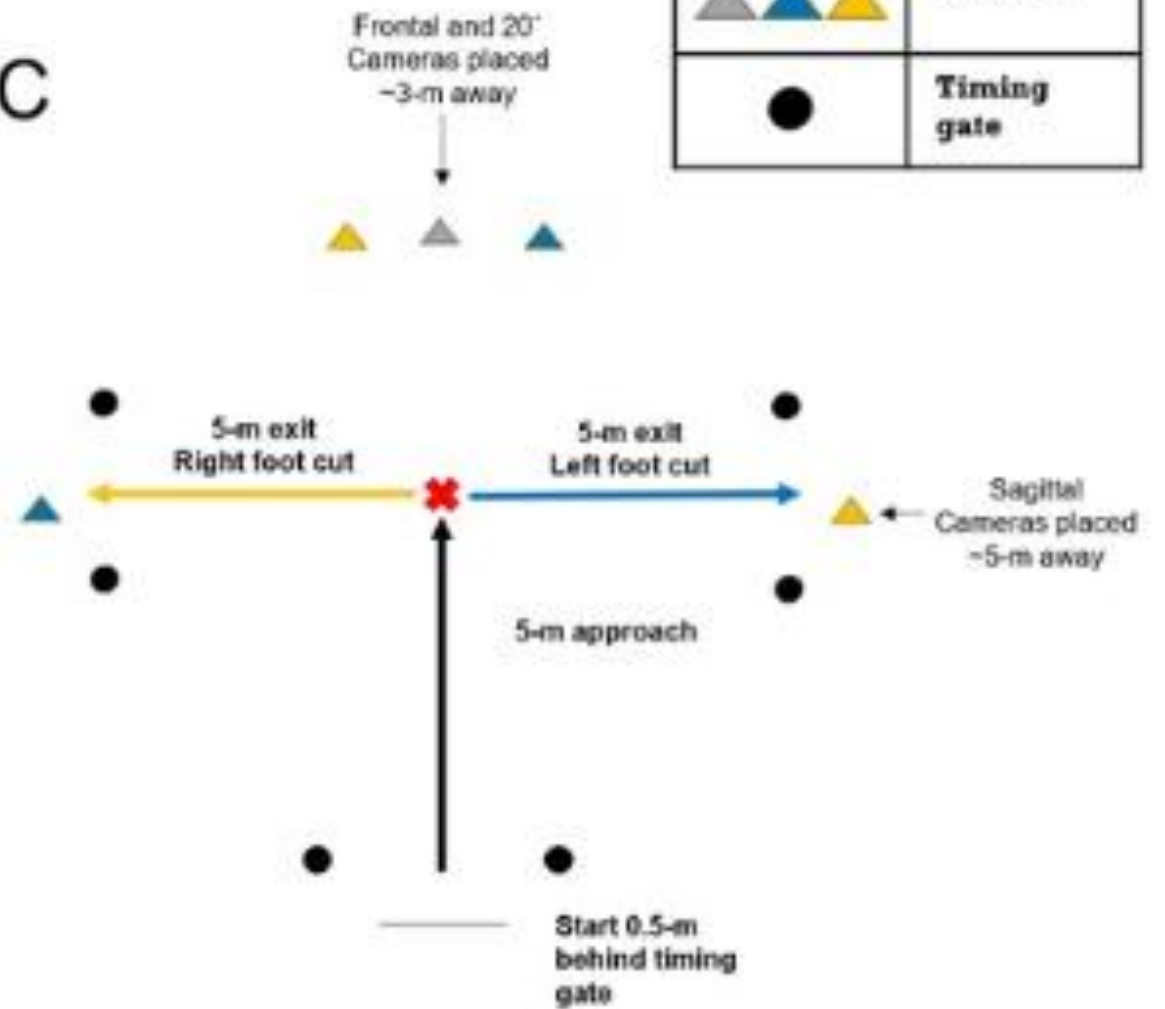 C
Frontal and 20°
Cameras placed
~3-m away
Timing
gate
5-m exit
Right foot cut
5-m exit
Left foot cut
Sagittal
Cameras placed
~5-m away
5-m approach
Start 0.5-m
behind timing
gate